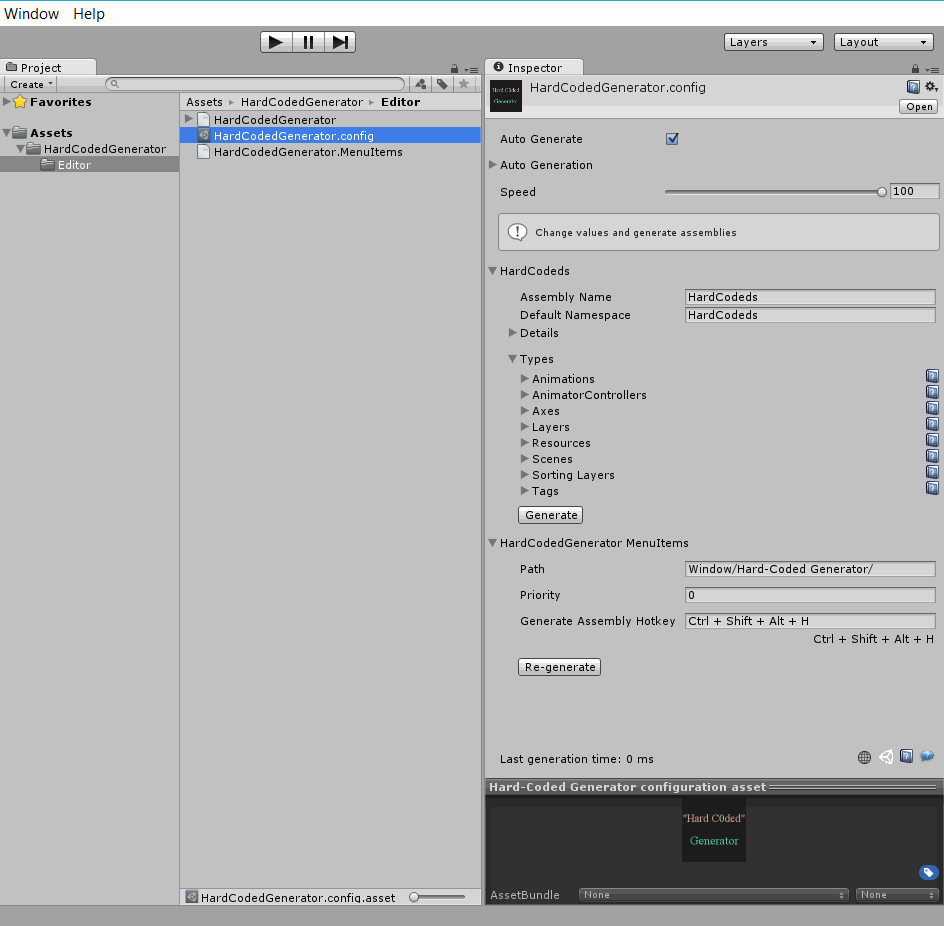 Window Help
Layers Layout
Project
Create
Favorites
Assets
HardCodedGenerator
Editor
Assets HardCodedGenerator Editor
HardCodedGenerator
HardCodedGenerator.config
HardCodedGenerator.MenuItems
HardCodedGenerator.config.asset
Inspector
Hard C0ded
Generator
HardCodedGenerator.config
Open
Auto Generate
Auto Generation
Speed 100
Change values and generate assemblies
HardCodeds
Assembly Name HardCodeds
Default Namespace HardCodeds
Details
Types
Animations
AnimatorControllers
Axes
Layers
Resources
Scenes
Sorting Layers
Tags
Generate
HardCodedGenerator MenuItems
Path Window/Hard-Coded Generator/
Priority 0
Generate Assembly Hotkey Ctrl + Shift + Alt + H
Ctrl + Shift + Alt + H
Re-generate
Last generation time: 0 ms
Hard-Coded Generator configuration asset
"Hard C0ded"
Generator
AssetBundle None None